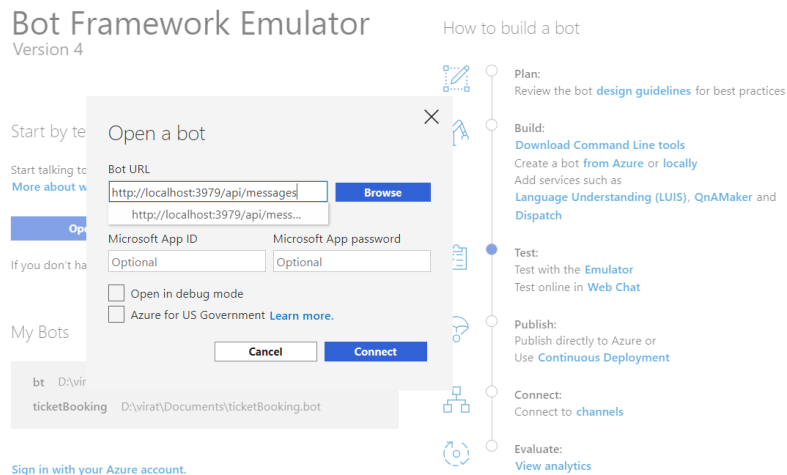 Bot Framework Emulator
Version 4
Start by te
Start talking to
More about w
Ope
If you don't ha
My Bots
bt D:\vir
ticketBooking D:\virat\Documents\ticketBooking.bot
Sign in with your Azure account.
Open a bot
Bot URL
http://localhost:3979/api/messages
Browse
http://localhost:3979/api/mess...
Microsoft App ID Microsoft App password
Optional Optional
Open in debug mode
Azure for US Government Learn more.
Cancel Connect
How to build a bot
Plan:
Review the bot design guidelines for best practices
Build:
Download Command Line tools
Create a bot from Azure or locally
Add services such as
Language Understanding (LUIS), QnAMaker and
Dispatch
Test:
Test with the Emulator
Test online in Web Chat
Publish:
Publish directly to Azure or
Use Continuous Deployment
Connect:
Connect to channels
Evaluate:
View analytics